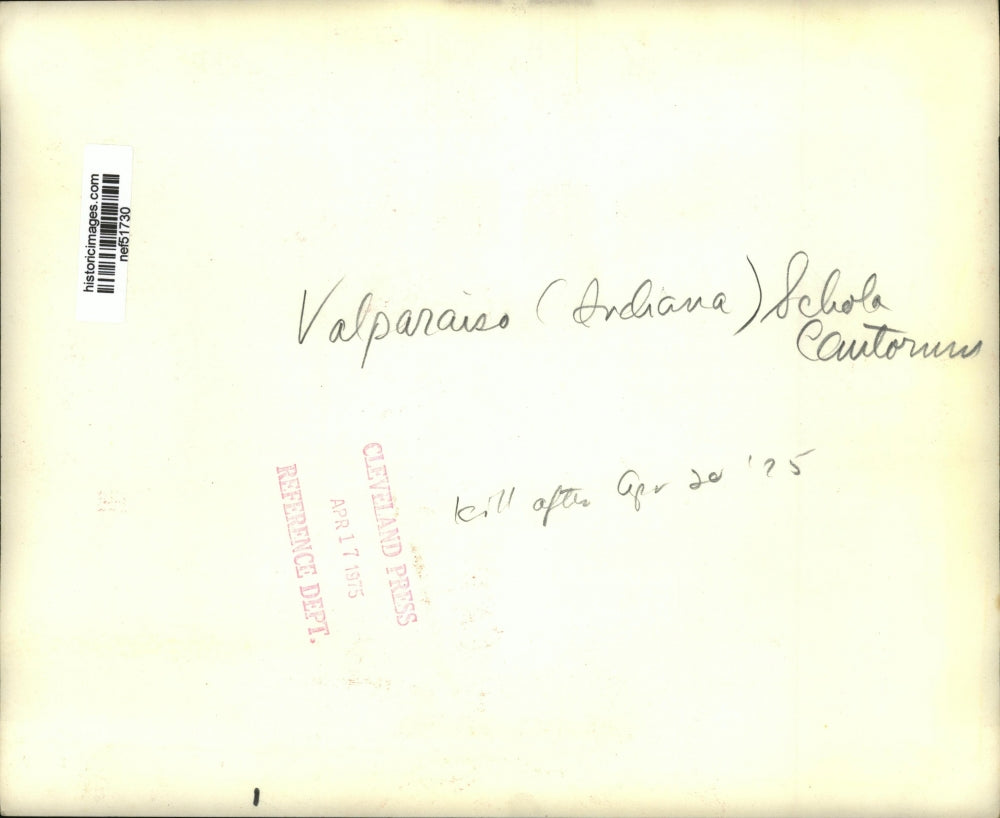 historicimages.com
nef51730
Valparaiso (Indiana) Schola
Cantorum
kill after Apr 20 '75
CLEVELAND PRESS
APR 17 1975
REFERENCE DEPT.